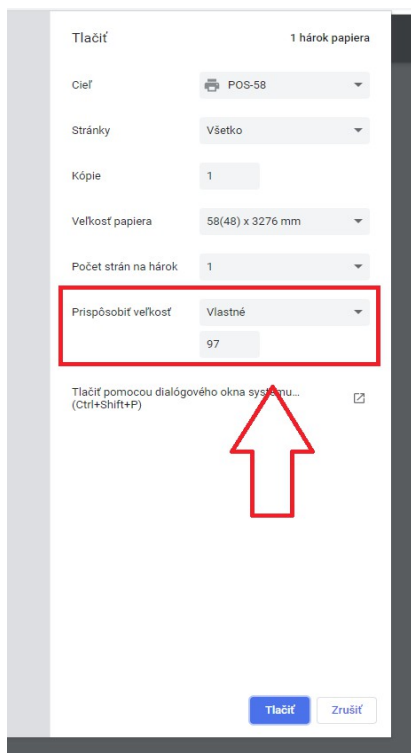 Tlačiť 1 hárok papiera
Cieľ POS-58
Stránky Všetko
Kópie 1
Veľkosť papiera 58(48) x 3276 mm
Počet strán na hárok 1
Prispôsobiť veľkosť Vlastné
97
Tlačiť pomocou dialógového okna systému...
(Ctrl+Shift+P)
Tlačiť Zrušiť